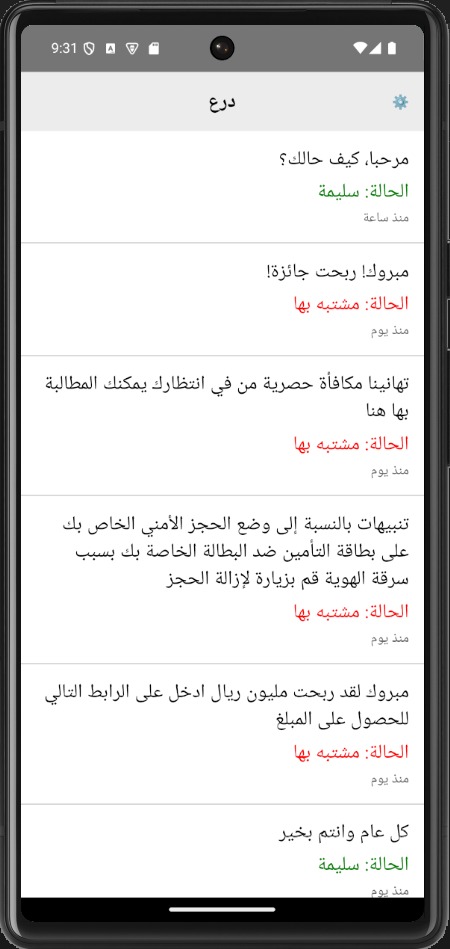 9:31
درع
مرحبا، كيف حالك؟
الحالة: سليمة
منذ ساعة
مبروك! ربحت جائزة!
الحالة: مشتبه بها
منذ يوم
تهانينا مكافأة حصرية من في انتظارك يمكنك المطالبة
بها هنا
الحالة: مشتبه بها
منذ يوم
تنبيهات بالنسبة إلى وضع الحجز الأمني الخاص بك
على بطاقة التأمين ضد البطالة الخاصة بك بسبب
سرقة الهوية قم بزيارة لإزالة الحجز
الحالة: مشتبه بها
منذ يوم
مبروك لقد ربحت مليون ريال ادخل على الرابط التالي
للحصول على المبلغ
الحالة: مشتبه بها
منذ يوم
كل عام وانتم بخير
الحالة: سليمة
منذ يوم